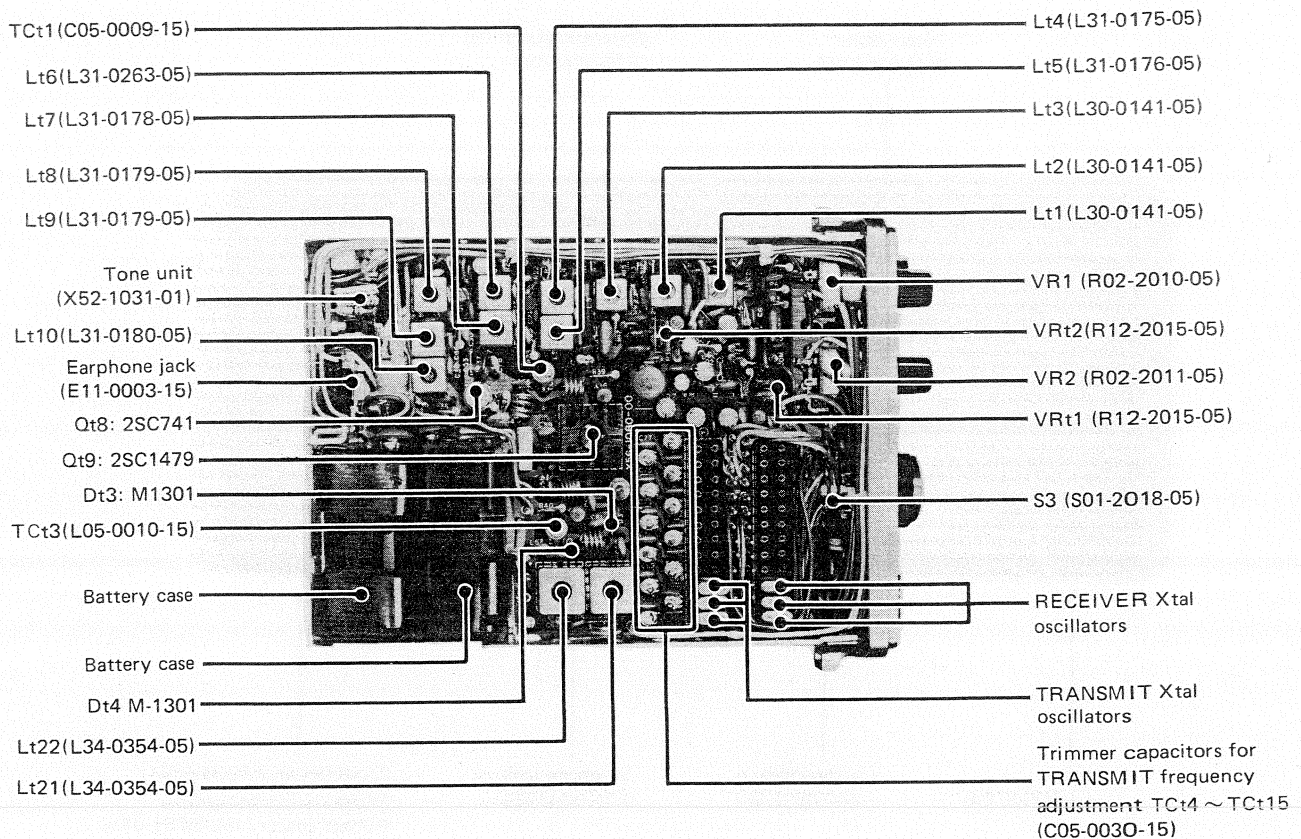 TCt1(C05-0009-15)
Lt6(L31-0263-05)
Lt7(L31-0178-05)
Lt8(L31-0179-05)
Lt9(L31-0179-05)
Tone unit
(X52-1031-01)
Lt10(L31-0180-05)
Earphone jack
(E11-0003-15)
Qt8: 2SC741
Qt9: 2SC1479
Dt3: M1301
TCt3(L05-0010-15)
Battery case
Battery case
Dt4 M-1301
Lt22(L34-0354-05)
Lt21(L34-0354-05)
Lt4(L31-0175-05)
Lt5(L31-0176-05)
Lt3(L30-0141-05)
Lt2(L30-0141-05)
Lt1(L30-0141-05)
VR1 (R02-2010-05)
VRt2(R12-2015-05)
VR2 (R02-2011-05)
VRt1 (R12-2015-05)
S3 (S01-2018-05)
RECEIVER Xtal
oscillators
TRANSMIT Xtal
oscillators
Trimmer capacitors for
TRANSMIT frequency
adjustment TCt4 ~ TCt15
(C05-0030-15)